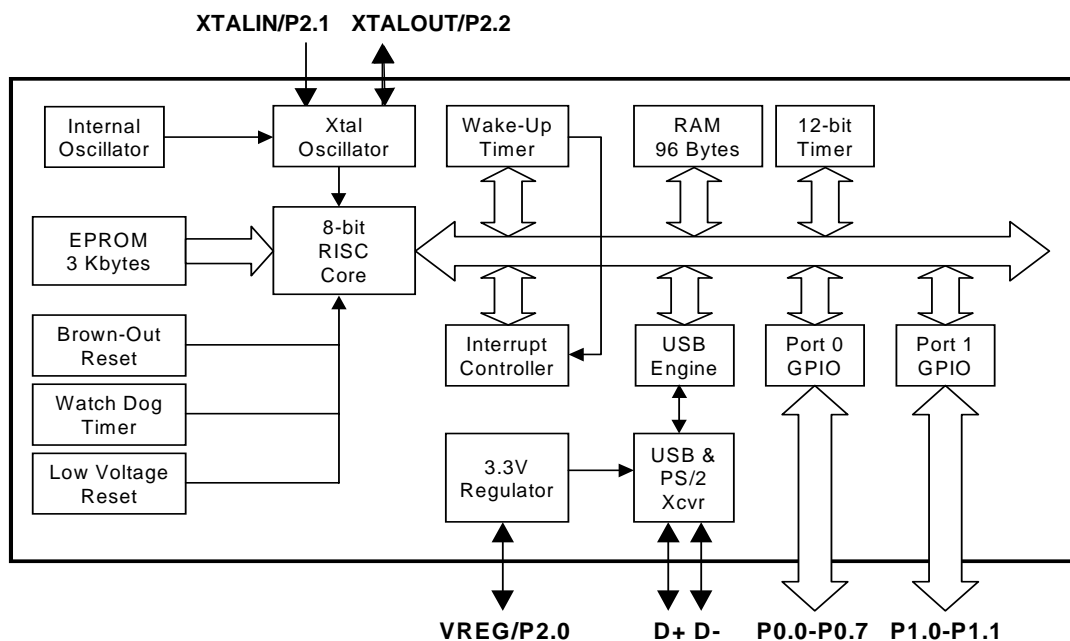 XTALIN/P2.1 XTALOUT/P2.2
Internal
Oscillator
Xtal
Oscillator
Wake-Up
Timer
RAM
96 Bytes
12-bit
Timer
EPROM
3 Kbytes
8-bit
RISC
Core
Brown-Out
Reset
Interrupt
Controller
USB
Engine
Port 0
GPIO
Port 1
GPIO
Watch Dog
Timer
Low Voltage
Reset
3.3V
Regulator
USB &
PS/2
Xcvr
VREG/P2.0 D+ D- P0.0-P0.7 P1.0-P1.1